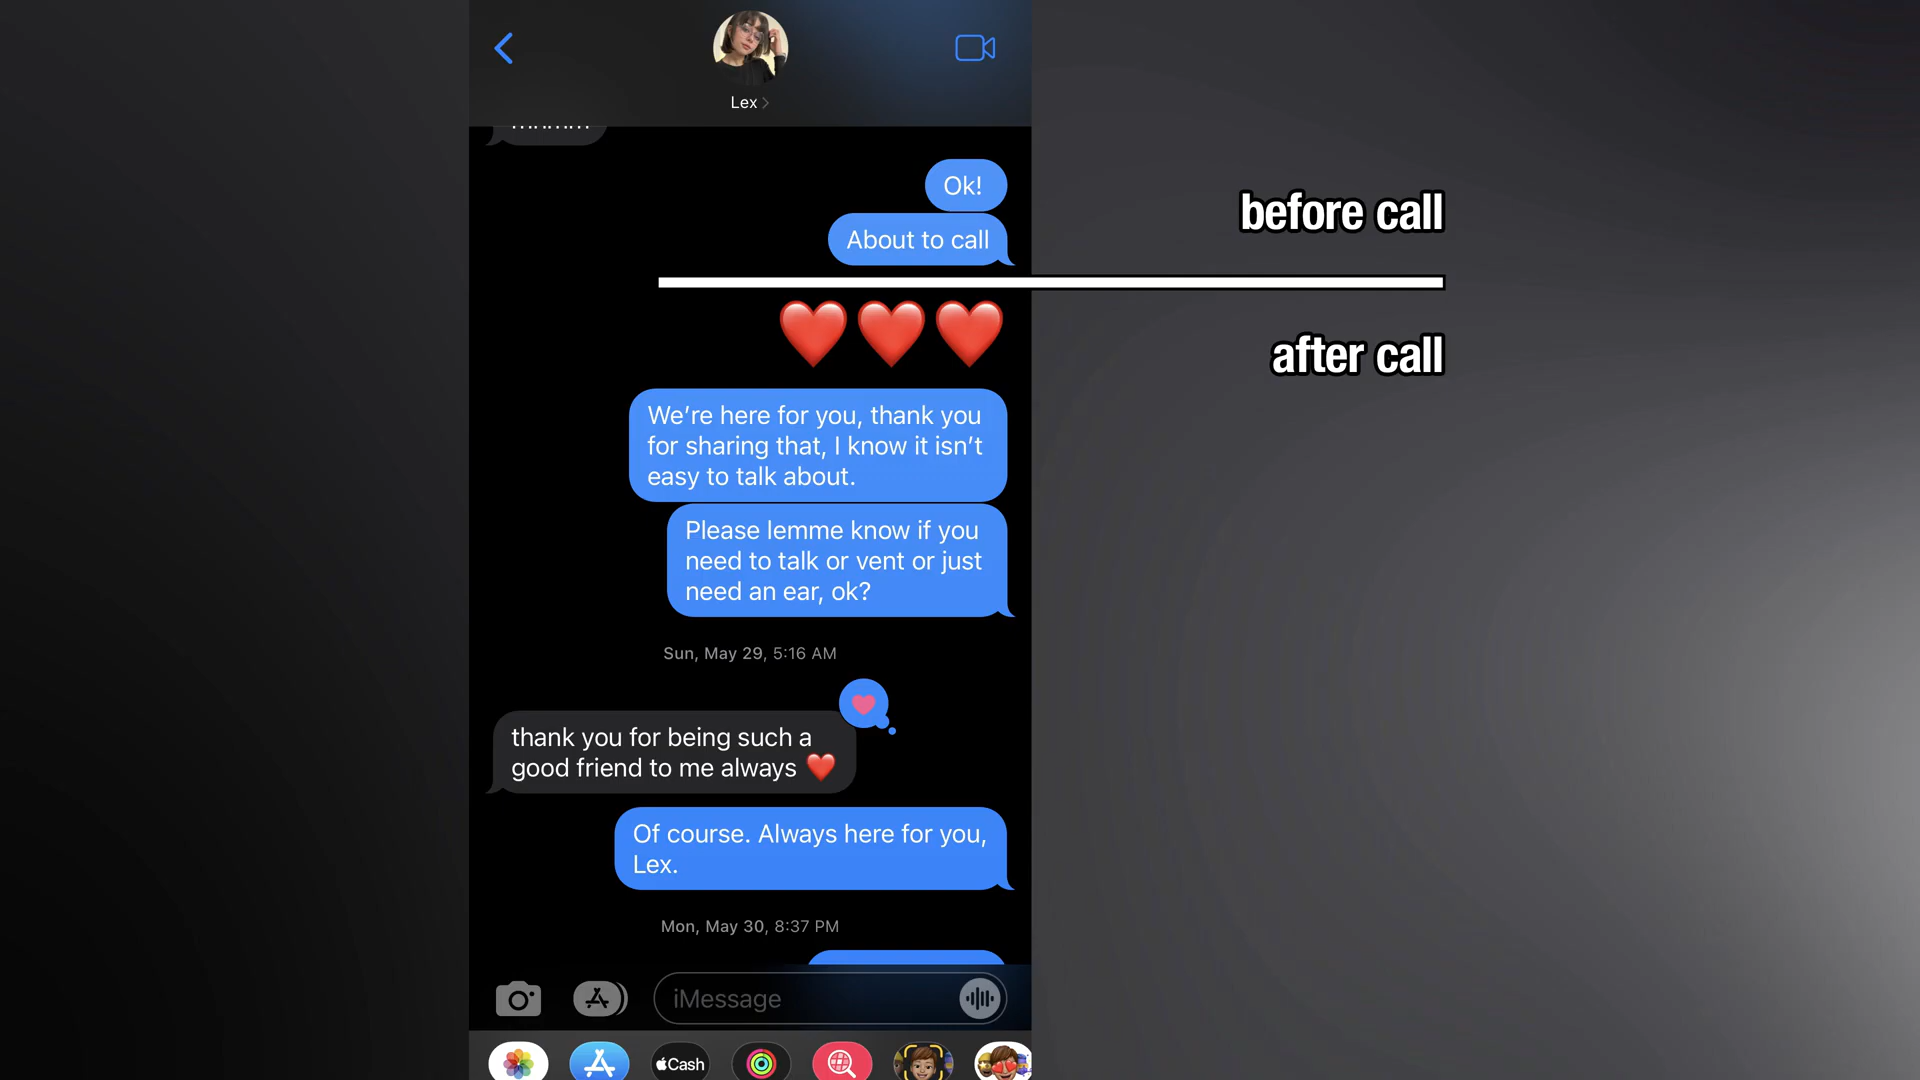 Lex
Ok!
before call
About to call
after call
We're here for you, thank you
for sharing that, I know it isn't
easy to talk about.
Please lemme know if you
need to talk or vent or just
need an ear, ok?
Sun, May 29, 5:16 AM
thank you for being such a
good friend to me always
Of course. Always here for you,
Lex.
Mon, May 30, 8:37 PM
iMessage
Cash